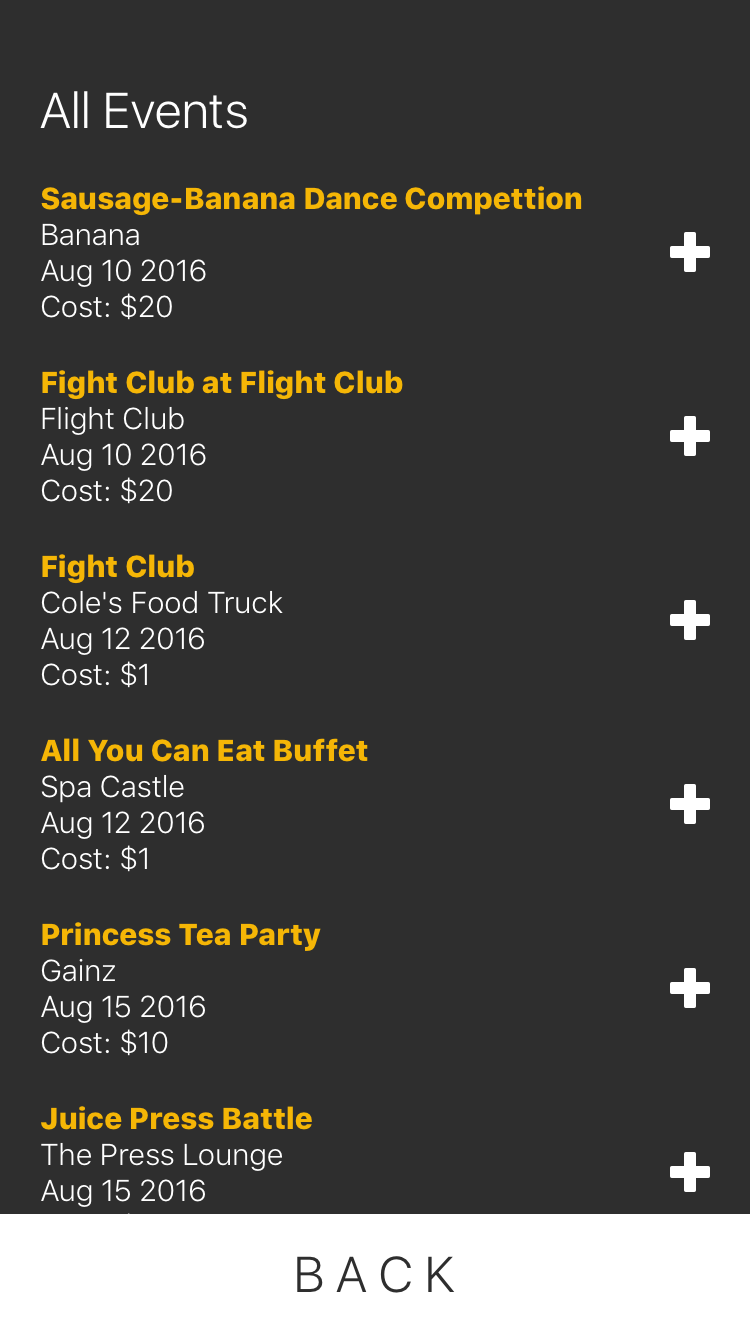 All Events
Sausage-Banana Dance Compettion
Banana
Aug 10 2016
Cost: $20
Fight Club at Flight Club
Flight Club
Aug 10 2016
Cost: $20
Fight Club
Cole's Food Truck
Aug 12 2016
Cost: $1
All You Can Eat Buffet
Spa Castle
Aug 12 2016
Cost: $1
Princess Tea Party
Gainz
Aug 15 2016
Cost: $10
Juice Press Battle
The Press Lounge
Aug 15 2016
BACK